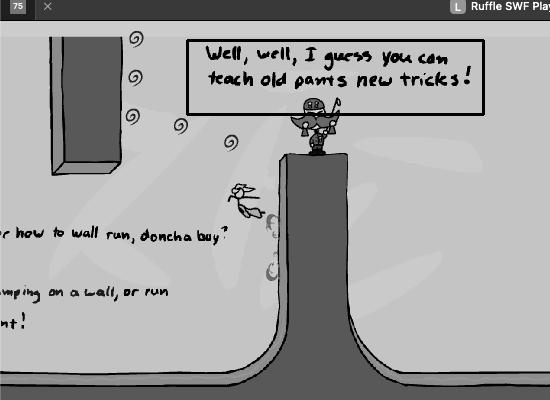 75
L Ruffle SWF Play
Well, well, I guess you can
teach old pants new tricks!
r how to wall run, doncha buy?
mping on a wall, or run
nt!